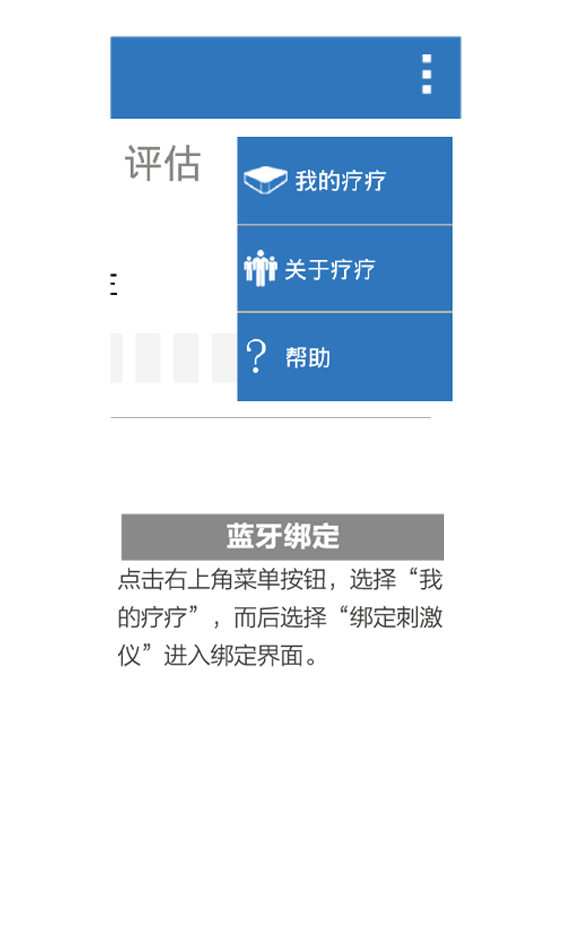 评估
我的疗疗
关于疗疗
帮助
蓝牙绑定
点击右上角菜单按钮，选择“我
的疗疗”，而后选择“绑定刺激
仪”进入绑定界面。